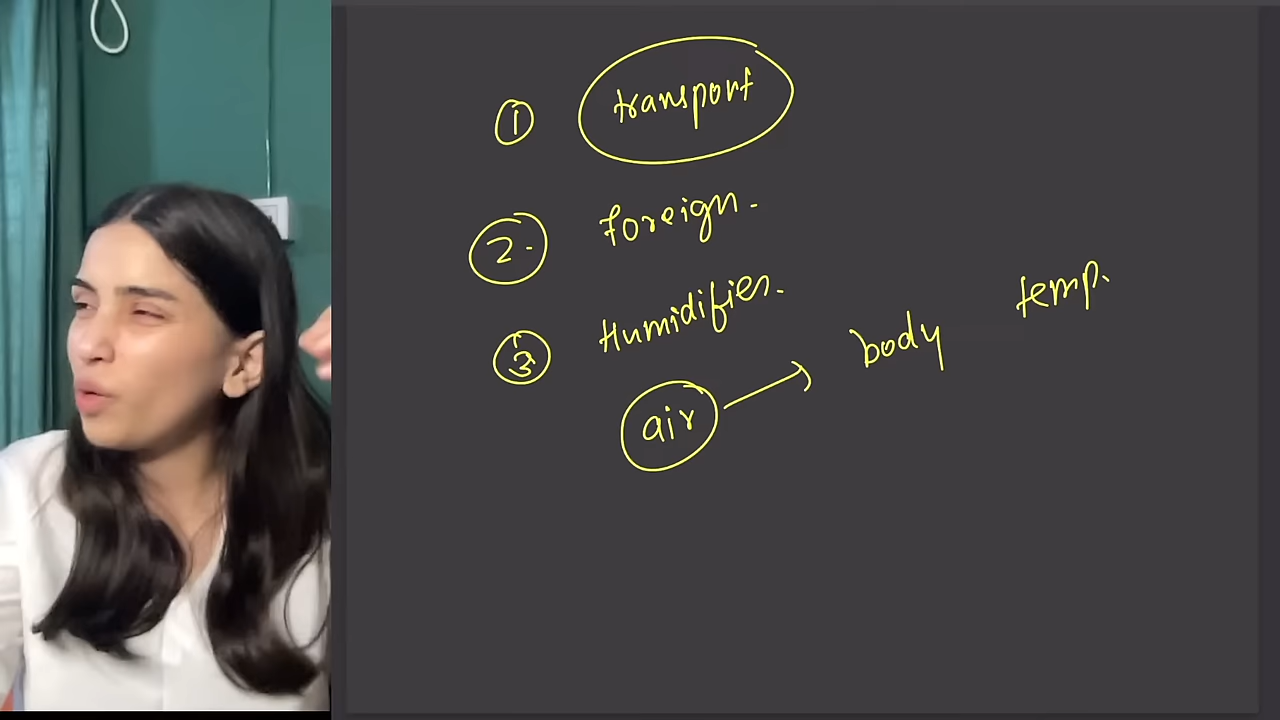 ① transport
② Foreign.
③ Humidifies.
air → body temp.